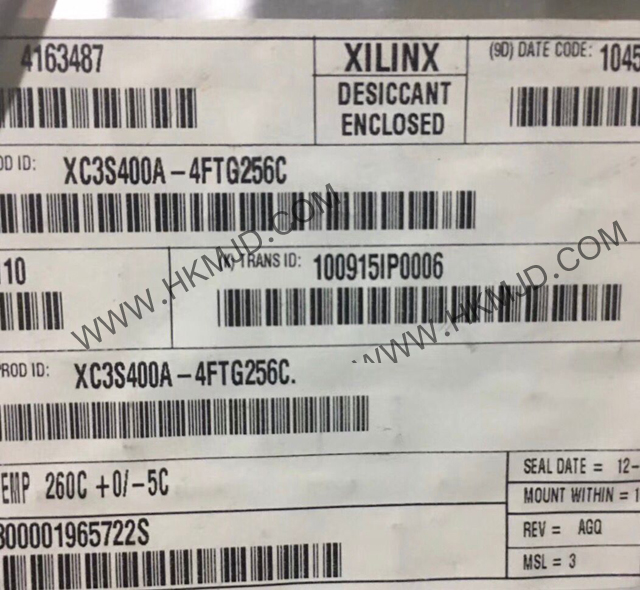 4163487
XILINX
(9D) DATE CODE: 1045
DESICCANT
ENCLOSED
OD ID: XC3S400A-4FTG256C
WWW.HKMJD.COM
110
TRANS ID: 100915IP0006
WWW.HKMJD.COM
PROD ID: XC3S400A-4FTG256C.
EMP 260C +0/-5C
SEAL DATE = 12-
MOUNT WITHIN = 1
300001965722S
REV = AGQ
MSL = 3